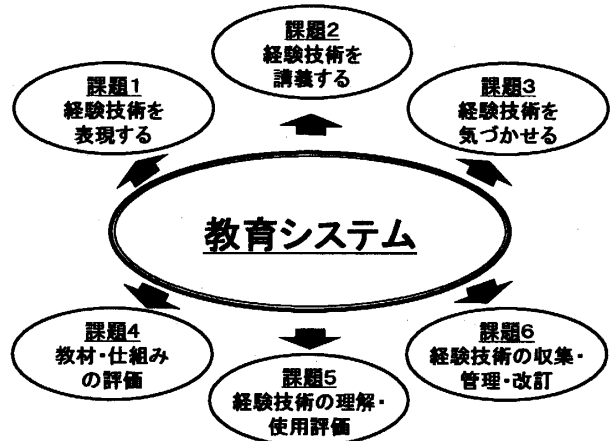 課題1
経験技術を
表現する
課題2
経験技術を
講義する
課題3
経験技術を
気づかせる
教育システム
課題4
教材・仕組み
の評価
課題5
経験技術の理解・
使用評価
課題6
経験技術の収集・
管理・改訂